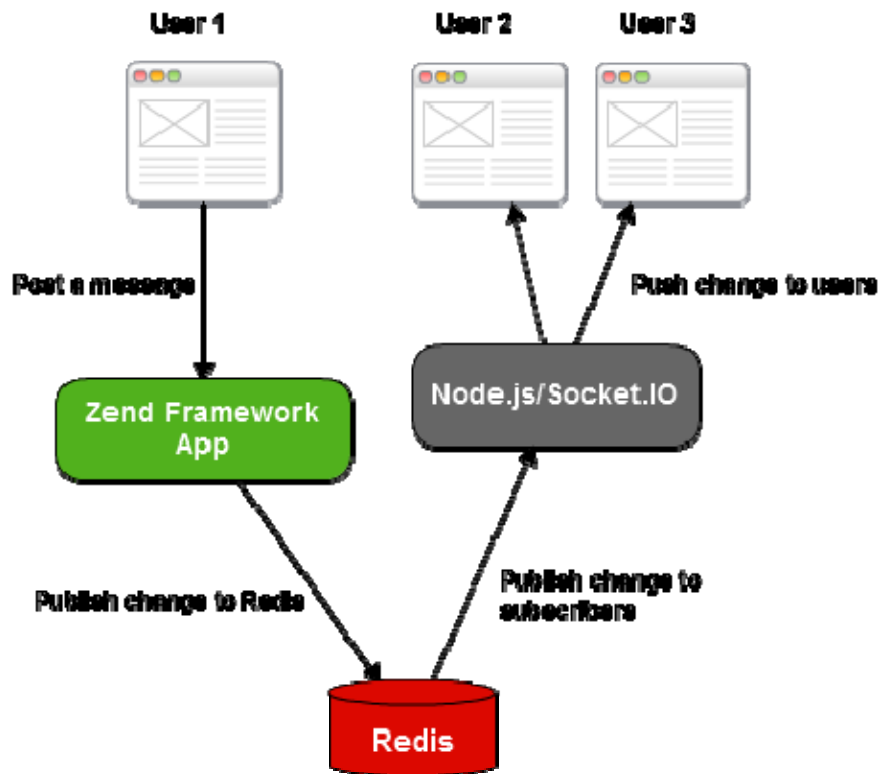 User 1
User 2
User 3
Post a message
Push change to users
Zend Framework
App
Node.js/Socket.IO
Publish change to Redis
Publish change to
subscribers
Redis